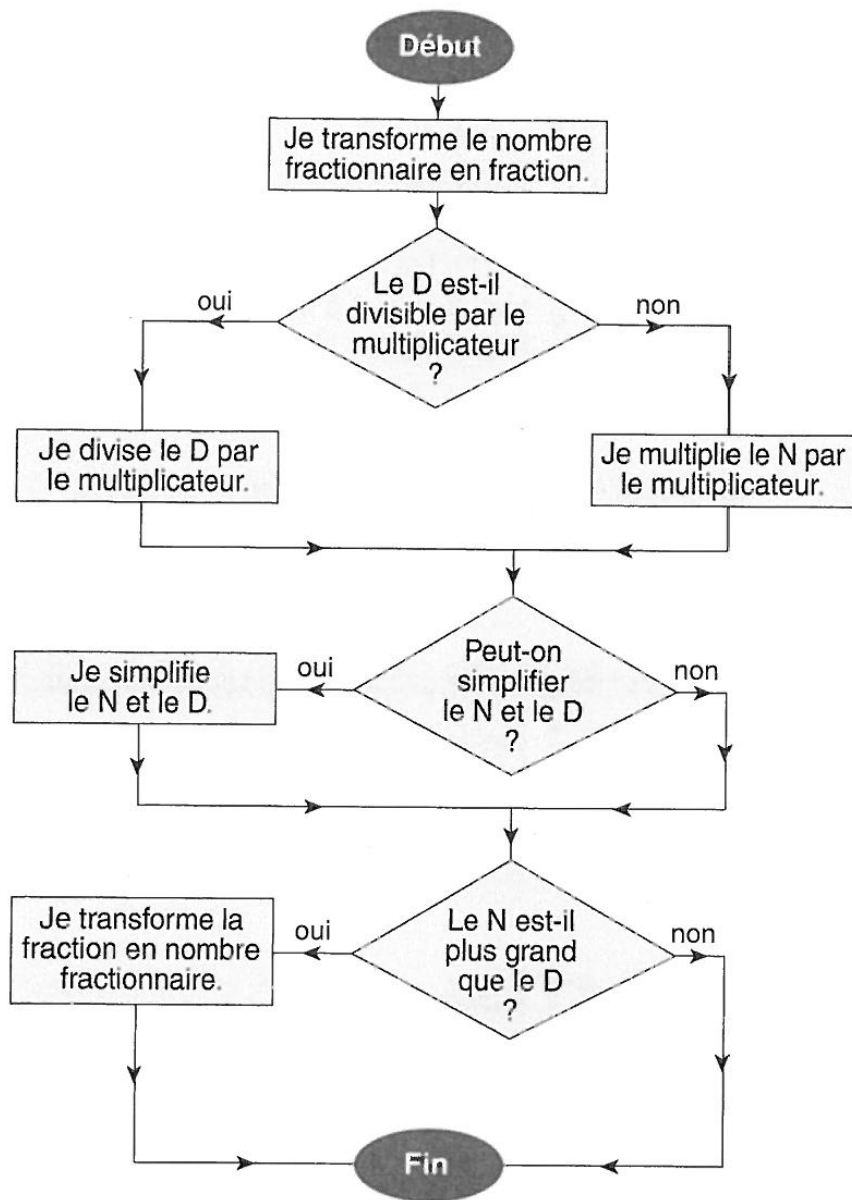 Début
Je transforme le nombre
fractionnaire en fraction.
Le D est-il
divisible par le
multiplicateur
?
oui
non
Je divise le D par
le multiplicateur.
Je multiplie le N par
le multiplicateur.
Peut-on
simplifier
le N et le D
?
oui
non
Je simplifie
le N et le D.
Le N est-il
plus grand
que le D
?
oui
non
Je transforme la
fraction en nombre
fractionnaire.
Fin